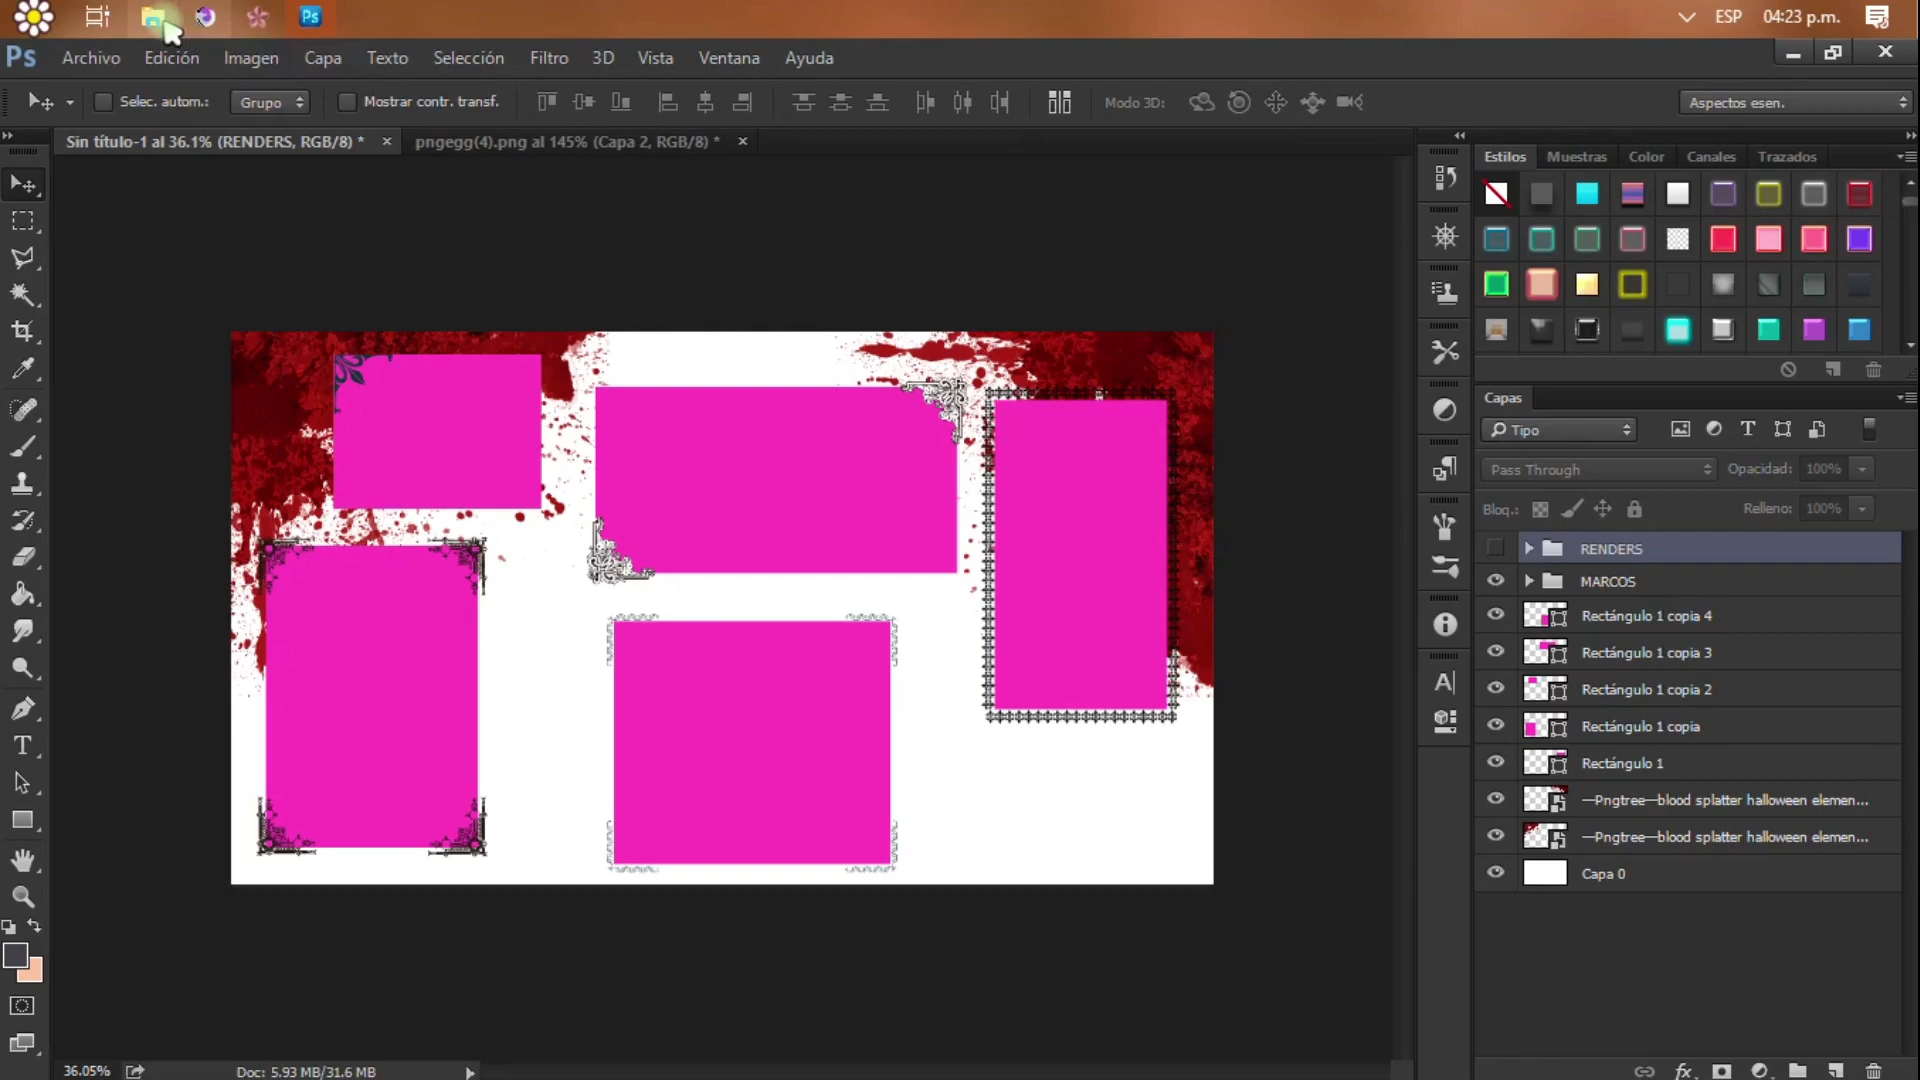 Ps
ESP 04:23 p.m.
Ps Archivo Edición Imagen Capa Texto Selección Filtro 3D Vista Ventana Ayuda
Selec. autom.: Grupo Mostrar contr. transf. Modo 3D: Aspectos esen.
Sin título-1 al 36.1% (RENDERS, RGB/8) * × pngegg(4).png al 145% (Capa 2, RGB/8) * ×
Estilos Muestras Color Canales Trazados
Capas
Tipo
Pass Through Opacidad: 100%
Bloq.: Relleno: 100%
RENDERS
MARCOS
Rectángulo 1 copia 4
Rectángulo 1 copia 3
Rectángulo 1 copia 2
Rectángulo 1 copia
Rectángulo 1
—Pngtree—blood splatter halloween elemen...
—Pngtree—blood splatter halloween elemen...
Capa 0
36.05% Doc: 5.93 MB/31.6 MB
fx